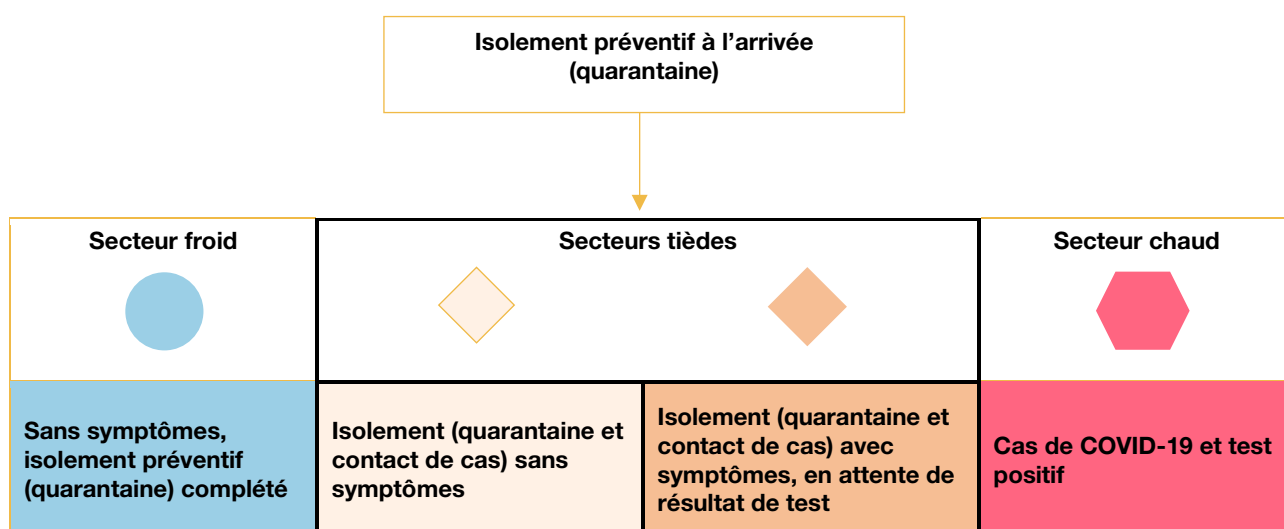 Isolement préventif à l’arrivée
(quarantaine)
Secteur froid
Secteurs tièdes
Secteur chaud
Sans symptômes,
isolement préventif
(quarantaine) complété
Isolement (quarantaine et
contact de cas) sans
symptômes
Isolement (quarantaine et
contact de cas) avec
symptômes, en attente de
résultat de test
Cas de COVID-19 et test
positif